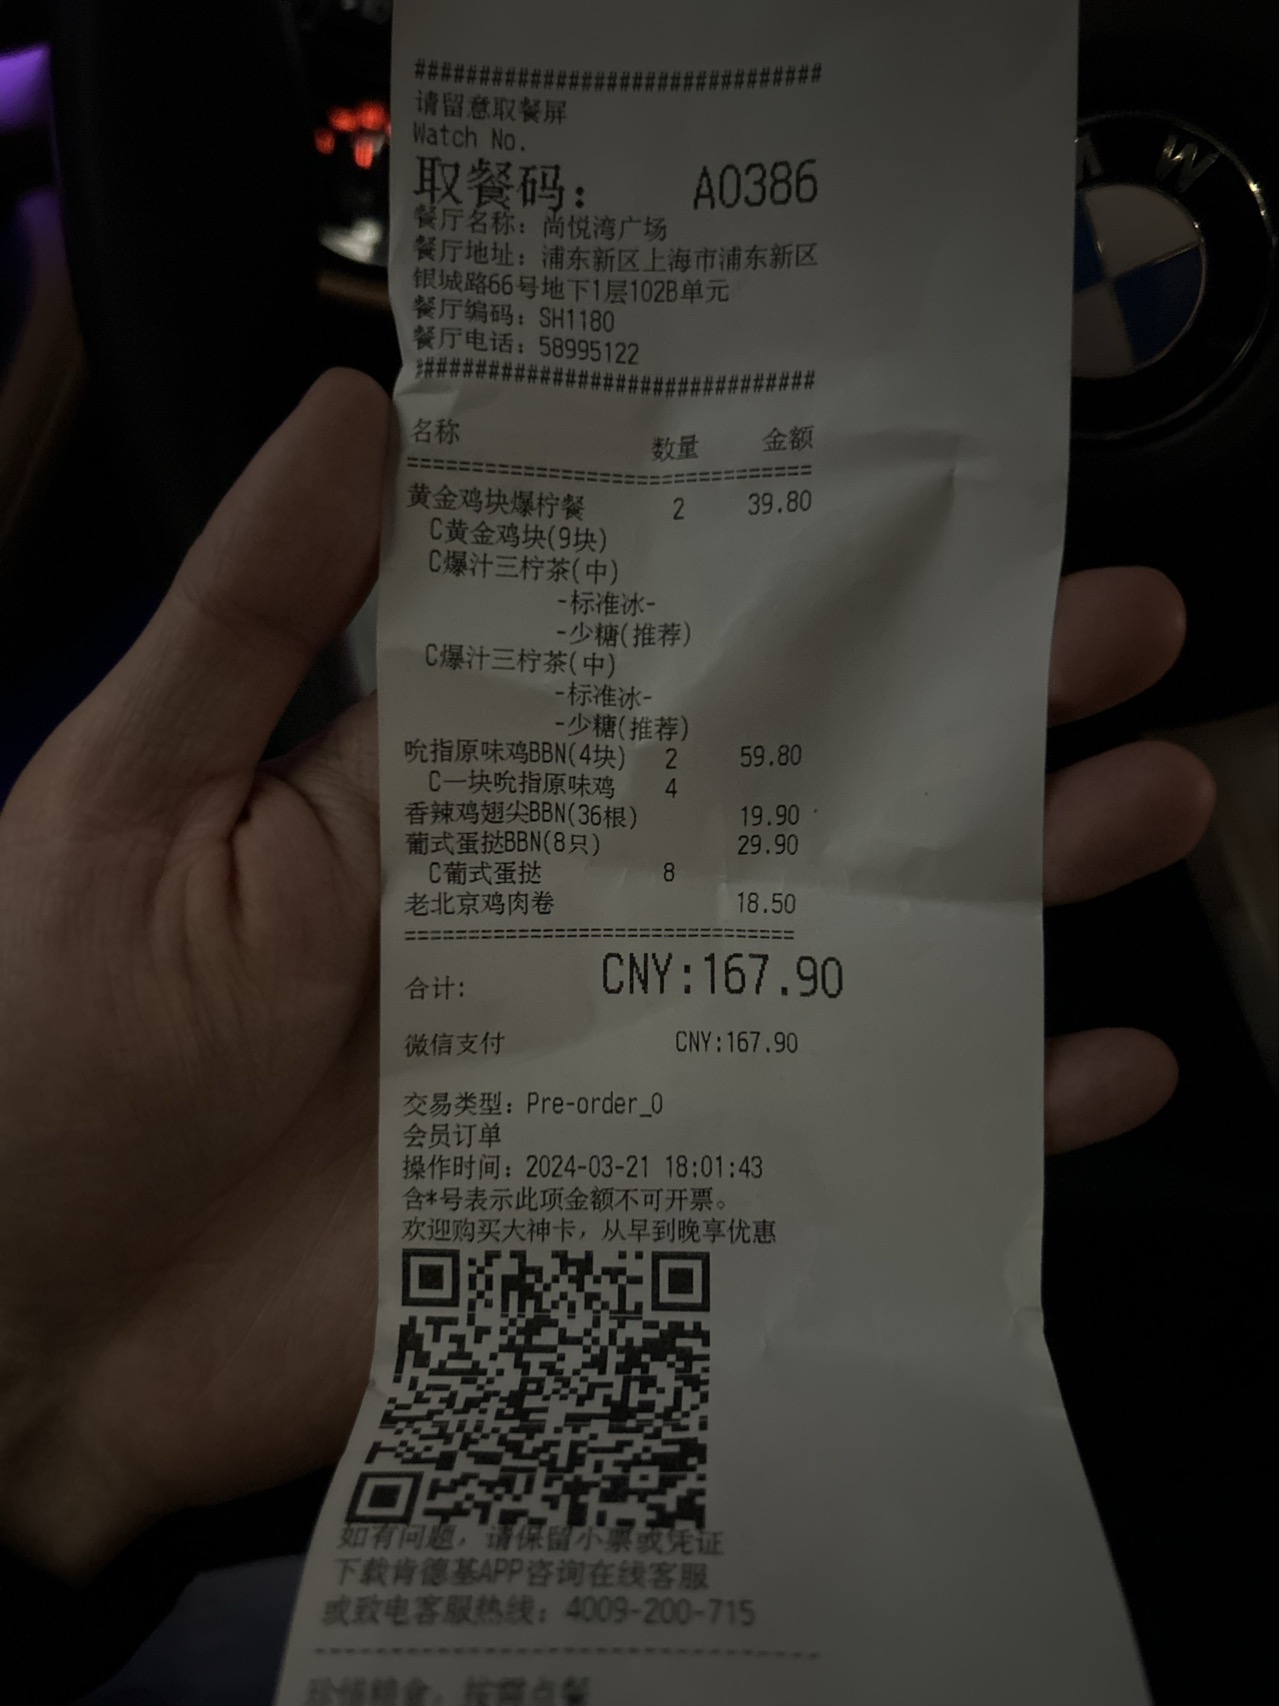 ################################
请留意取餐屏
Watch No.
取餐码: A0386
餐厅名称: 尚悦湾广场
餐厅地址: 浦东新区上海市浦东新区
银城路66号地下1层102B单元
餐厅编码: SH1180
餐厅电话: 58995122
################################
名称 数量 金额
================================
黄金鸡块爆柠餐 2 39.80
C黄金鸡块(9块)
C爆汁三柠茶(中)
-标准冰-
-少糖(推荐)
C爆汁三柠茶(中)
-标准冰-
-少糖(推荐)
吮指原味鸡BBN(4块) 2 59.80
C一块吮指原味鸡 4
香辣鸡翅尖BBN(36根) 19.90
葡式蛋挞BBN(8只) 29.90
C葡式蛋挞 8
老北京鸡肉卷 18.50
================================
合计: CNY:167.90
微信支付 CNY:167.90
交易类型: Pre-order_0
会员订单
操作时间: 2024-03-21 18:01:43
含*号表示此项金额不可开票。
欢迎购买大神卡, 从早到晚享优惠
如有问题, 请保留小票或凭证
下载肯德基APP咨询在线客服
或致电客服热线: 4009-200-715
--------------------------------
珍惜粮食, 按需点餐
M W